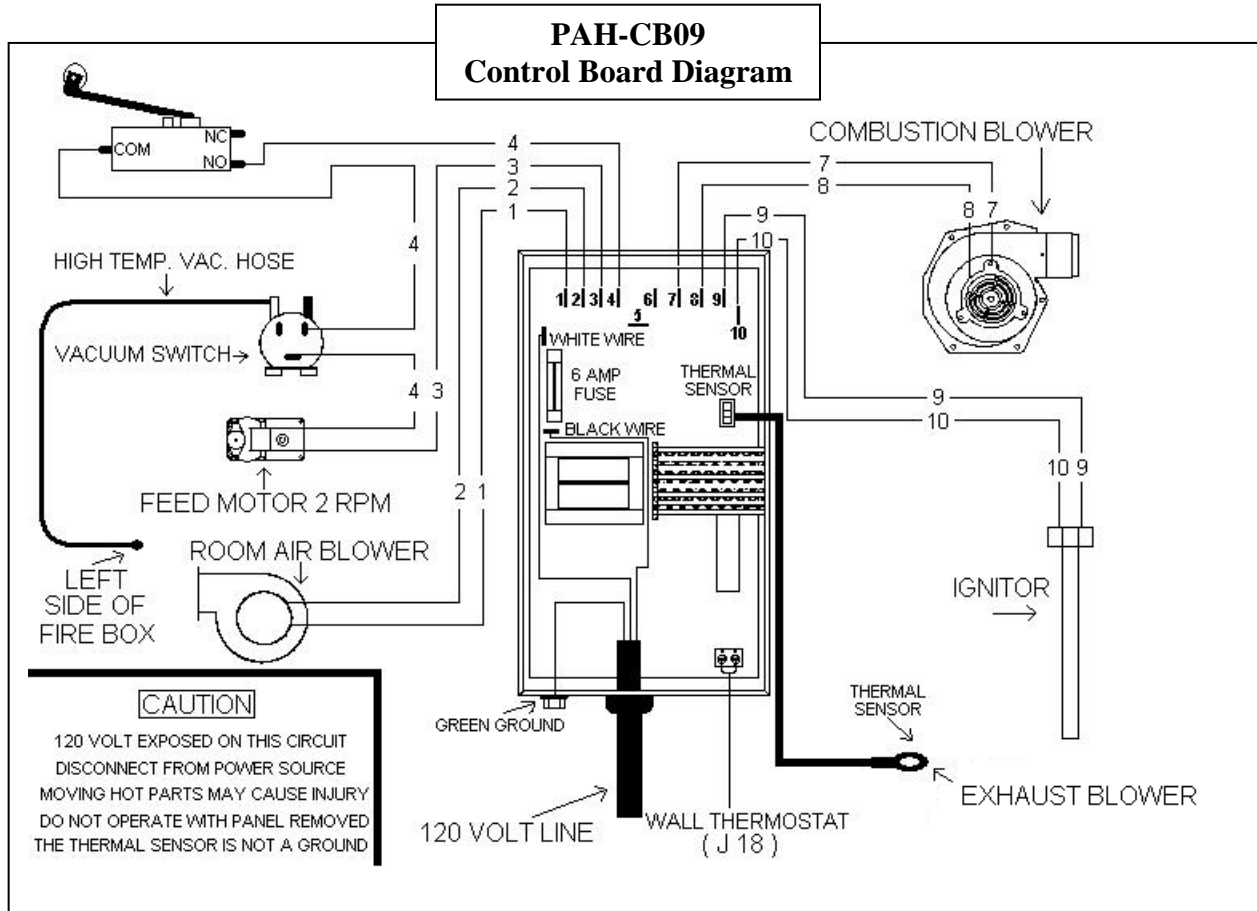 PAH-CB09
Control Board Diagram
COM
NC
NO
4
3
2
1
7
8
9
10
COMBUSTION BLOWER
8 7
4
HIGH TEMP. VAC. HOSE
VACUUM SWITCH
1 2 3 4 5 6 7 8 9 10
WHITE WIRE
6 AMP
FUSE
BLACK WIRE
THERMAL
SENSOR
4 3
9
10
10 9
FEED MOTOR 2 RPM
2 1
ROOM AIR BLOWER
LEFT
SIDE OF
FIRE BOX
IGNITOR
CAUTION
120 VOLT EXPOSED ON THIS CIRCUIT
DISCONNECT FROM POWER SOURCE
MOVING HOT PARTS MAY CAUSE INJURY
DO NOT OPERATE WITH PANEL REMOVED
THE THERMAL SENSOR IS NOT A GROUND
GREEN GROUND
120 VOLT LINE
WALL THERMOSTAT
( J 18 )
THERMAL
SENSOR
EXHAUST BLOWER